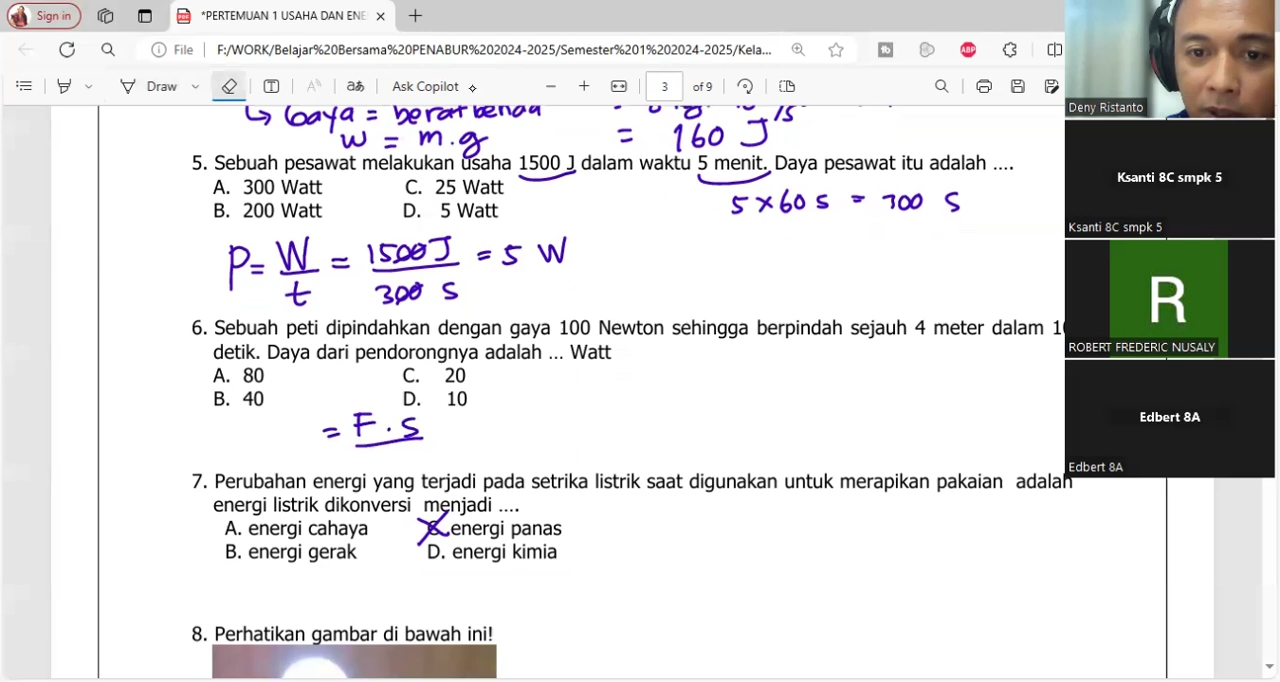 Sign in
*PERTEMUAN 1 USAHA DAN ENE
File F:/WORK/Belajar%20Bersama%20PENABUR%202024-2025/Semester%201%202024-2025/Kela...
Draw
Ask Copilot
3 of 9
↳ Gaya = berat benda
w = m.g
= 160 J
5. Sebuah pesawat melakukan usaha 1500 J dalam waktu 5 menit. Daya pesawat itu adalah ....
A. 300 Watt C. 25 Watt
B. 200 Watt D. 5 Watt
5 x 60 s = 300 s
P = W/t = 1500 J/300 s = 5 W
6. Sebuah peti dipindahkan dengan gaya 100 Newton sehingga berpindah sejauh 4 meter dalam 10
detik. Daya dari pendorongnya adalah ... Watt
A. 80 C. 20
B. 40 D. 10
= F . s
7. Perubahan energi yang terjadi pada setrika listrik saat digunakan untuk merapikan pakaian adalah
energi listrik dikonversi menjadi ....
A. energi cahaya C. energi panas
B. energi gerak D. energi kimia
8. Perhatikan gambar di bawah ini!
Deny Ristanto
Ksanti 8C smpk 5
Ksanti 8C smpk 5
R
ROBERT FREDERIC NUSALY
Edbert 8A
Edbert 8A